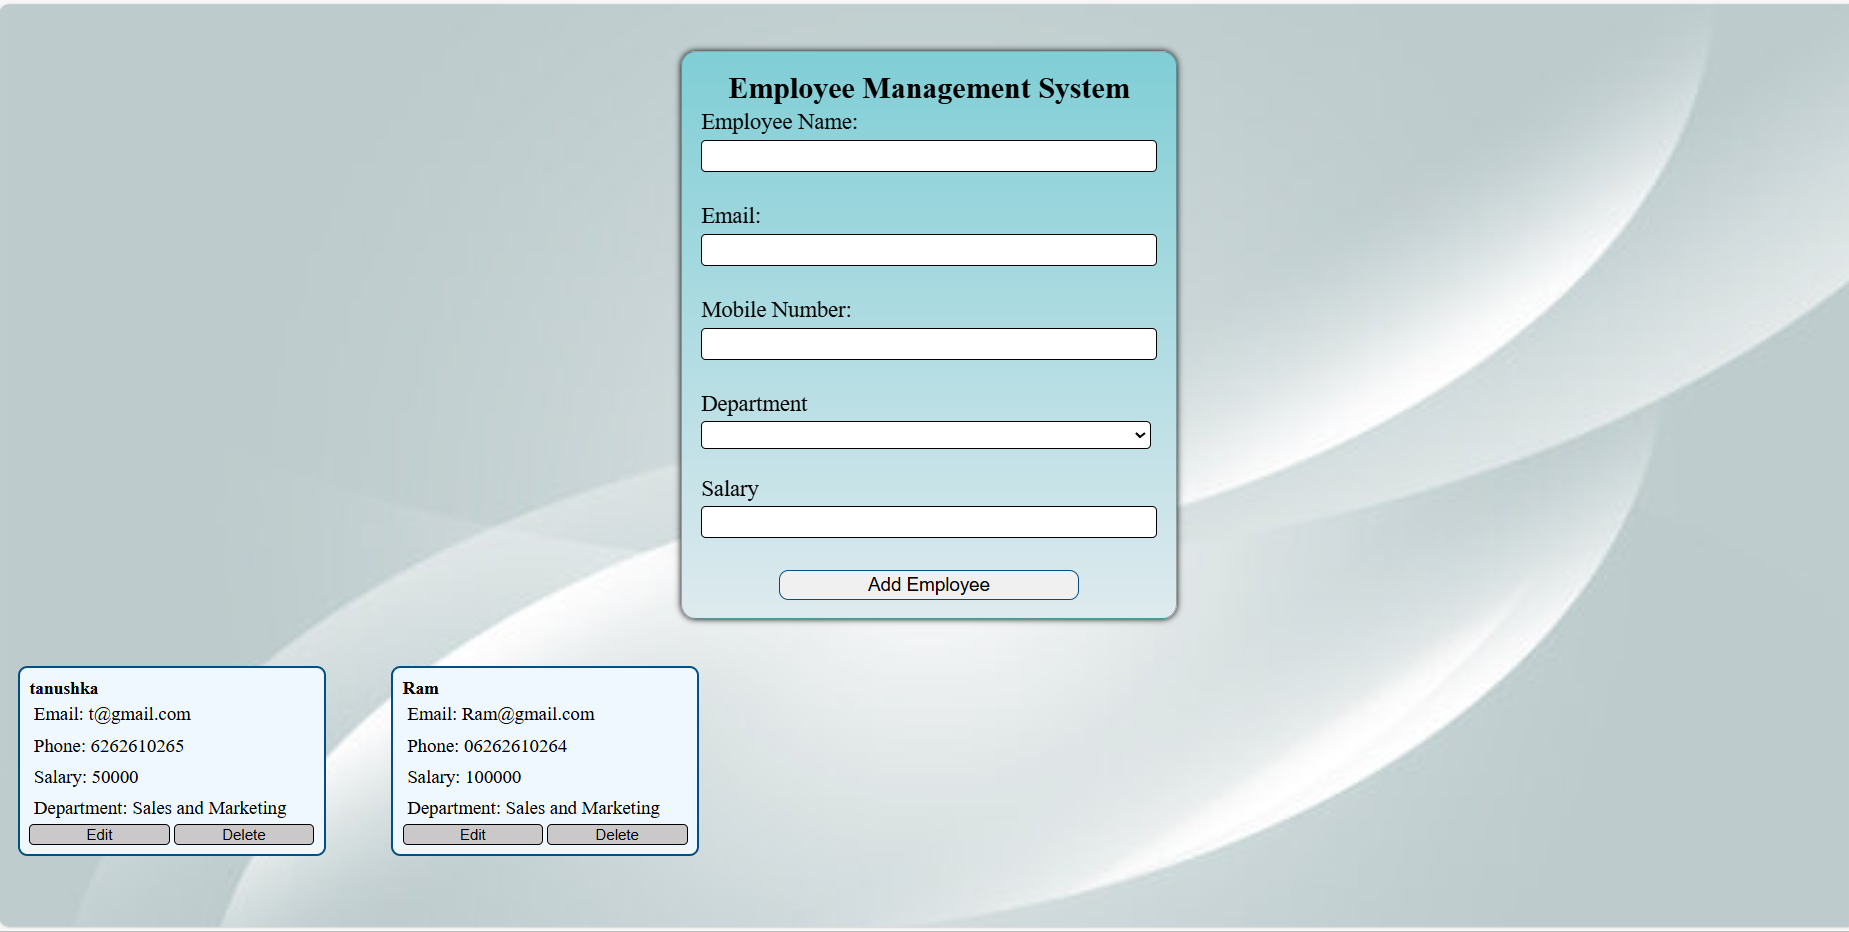 Employee Management System
Employee Name:
Email:
Mobile Number:
Department
Salary
Add Employee
tanushka
Email: t@gmail.com
Phone: 6262610265
Salary: 50000
Department: Sales and Marketing
Edit Delete
Ram
Email: Ram@gmail.com
Phone: 06262610264
Salary: 100000
Department: Sales and Marketing
Edit Delete